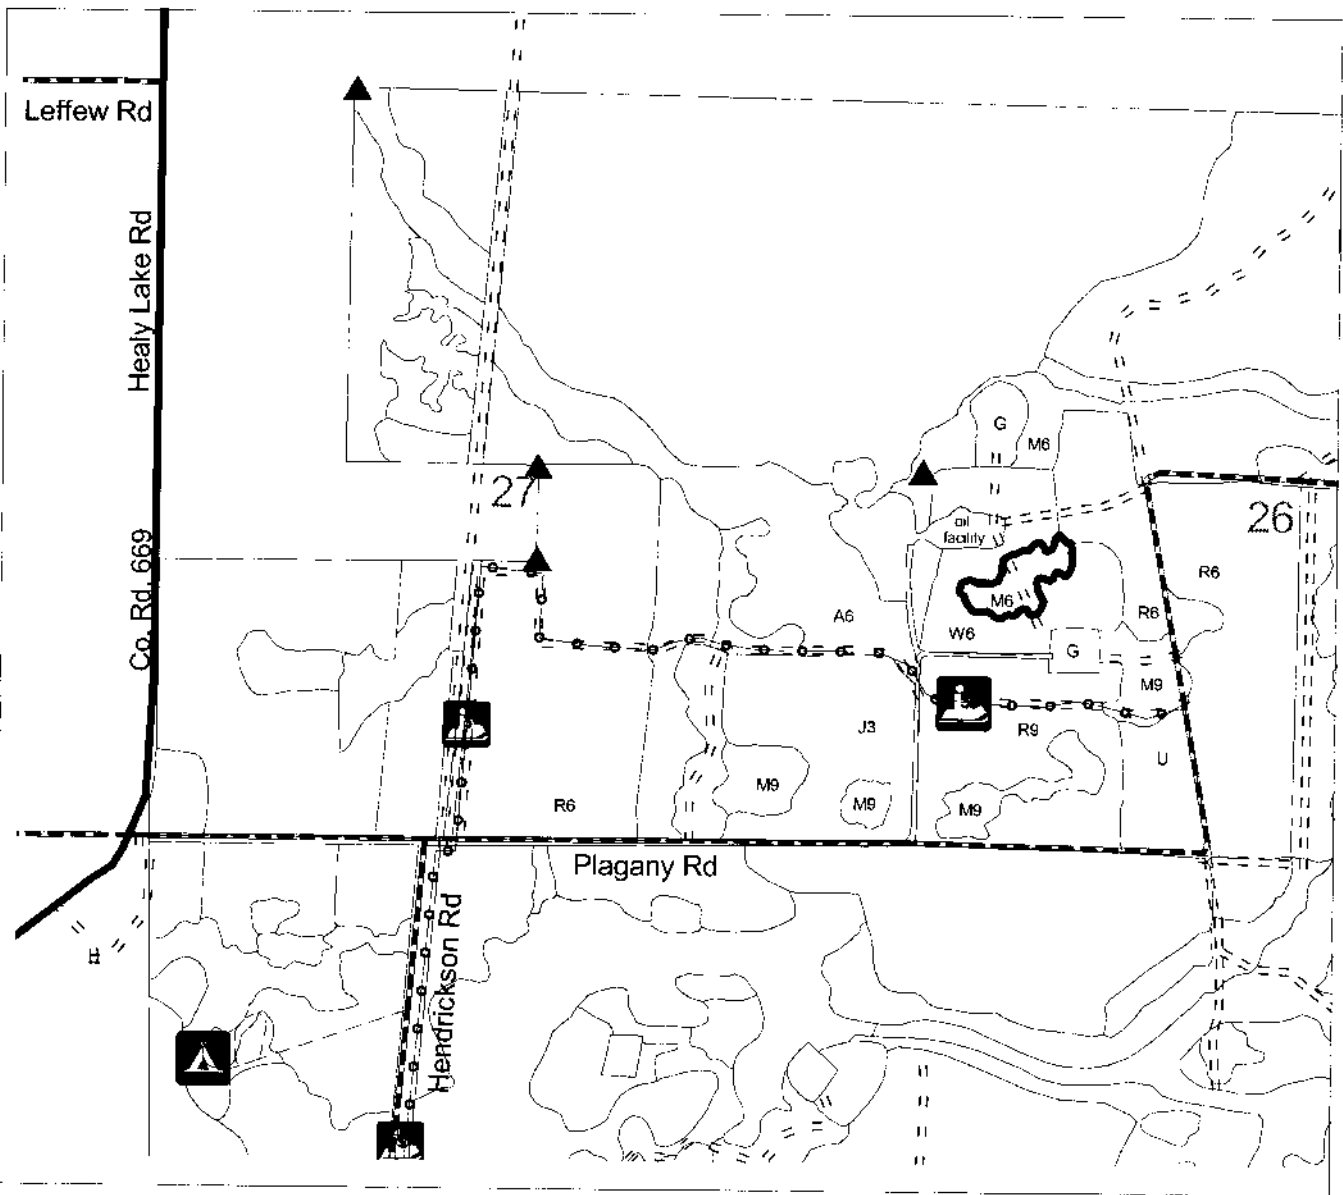 Leffew Rd
Healy Lake Rd
G
M6
27
26
oil
facility
R6
M6
A6
R6
W6
G
M9
Co. Rd. 669
J3
R9
U
M9
M9
M9
R6
Plagany Rd
Hendrickson Rd
H